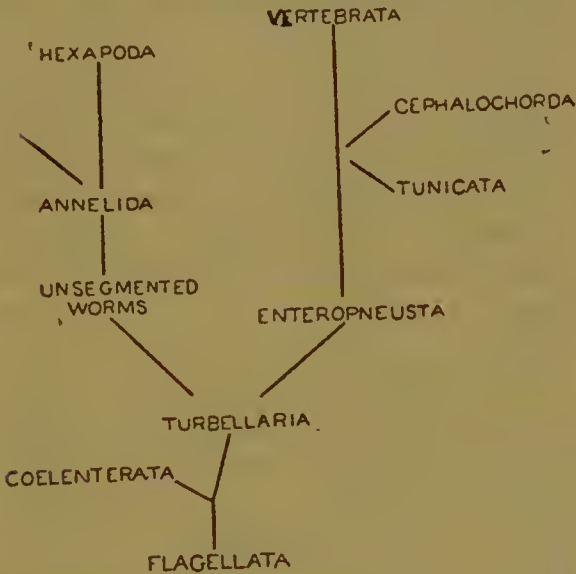 VERTEBRATA
HEXAPODA
CEPHALOCHORDA
TUNICATA
ANNELIDA
UNSEGMENTED
WORMS
ENTEROPNEUSTA
TURBELLARIA
COELENTERATA
FLAGELLATA